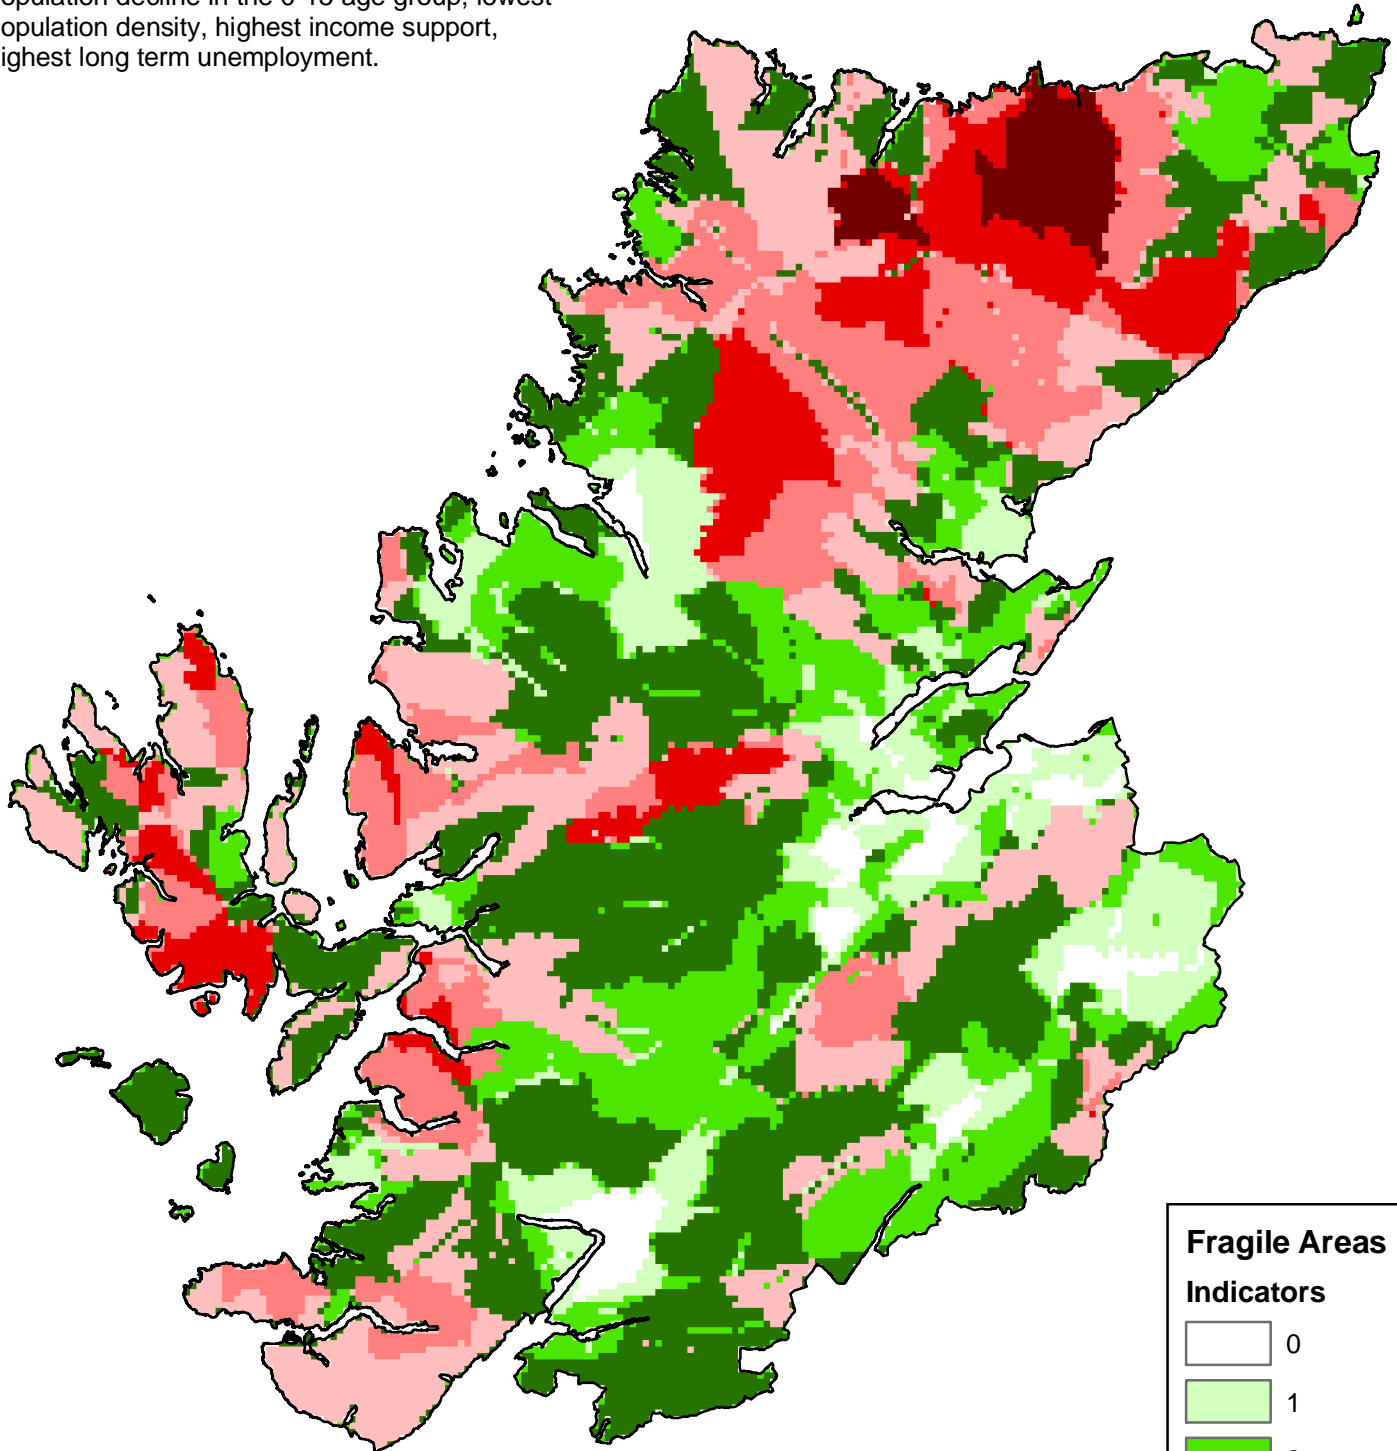 opulation density, highest income support,
ighest long term unemployment.
Fragile Areas
Indicators
0
1